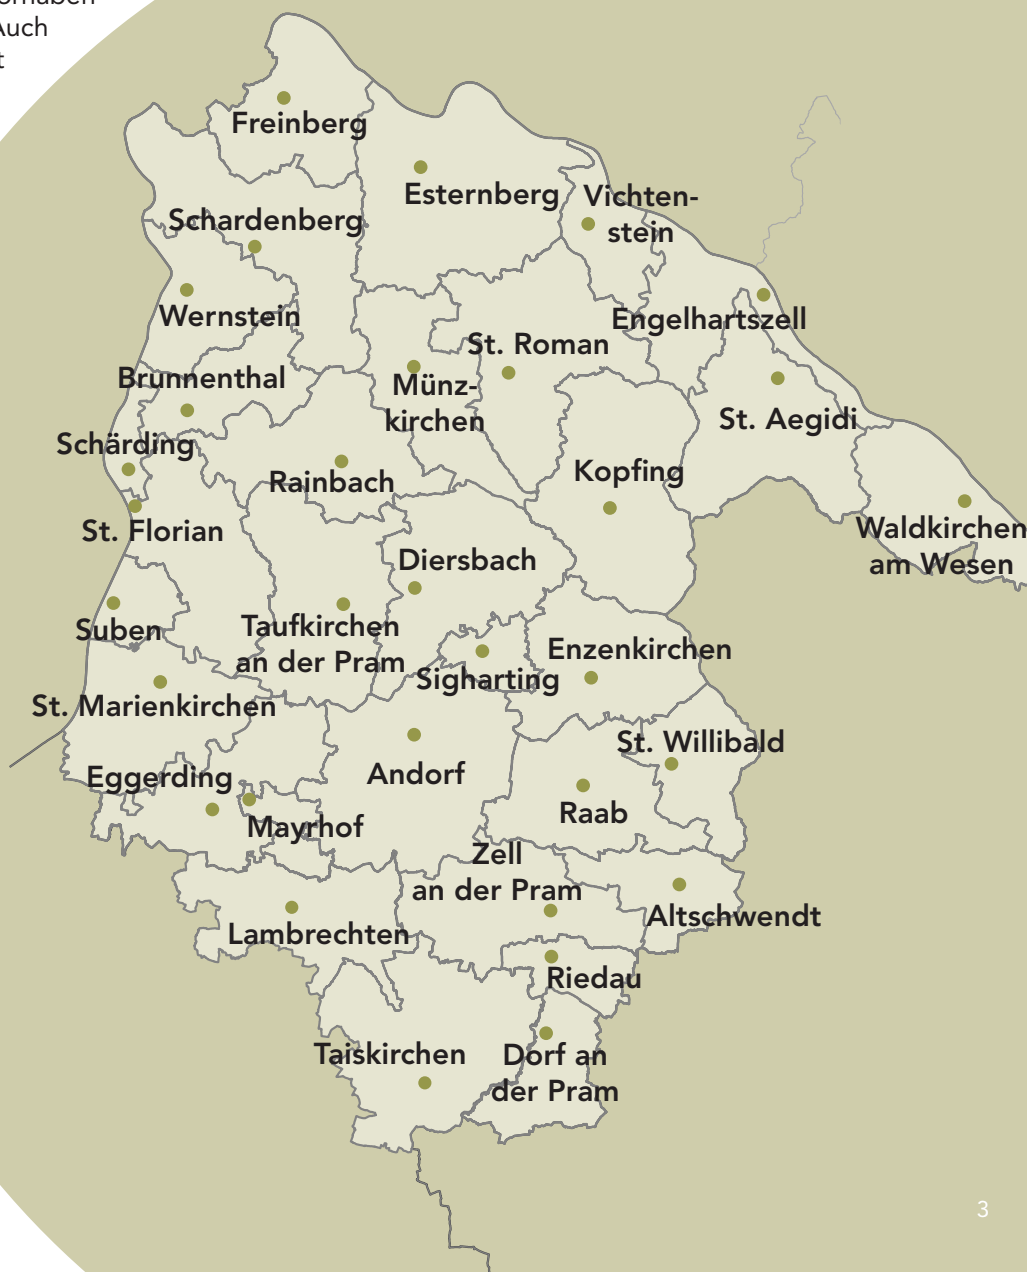 Auch
Freinberg
Esternberg
Vichten-
stein
Schardenberg
Wernstein
Engelhartszell
St. Roman
Brunnenthal
Münz-
kirchen
St. Aegidi
Schärding
Rainbach
Kopfing
St. Florian
Waldkirchen
am Wesen
Diersbach
Suben
Taufkirchen
an der Pram
Enzenkirchen
Sigharting
St. Marienkirchen
St. Willibald
Eggerding
Andorf
Raab
Mayrhof
Zell
an der Pram
Altschwendt
Lambrechten
Riedau
Taiskirchen
Dorf an
der Pram
3